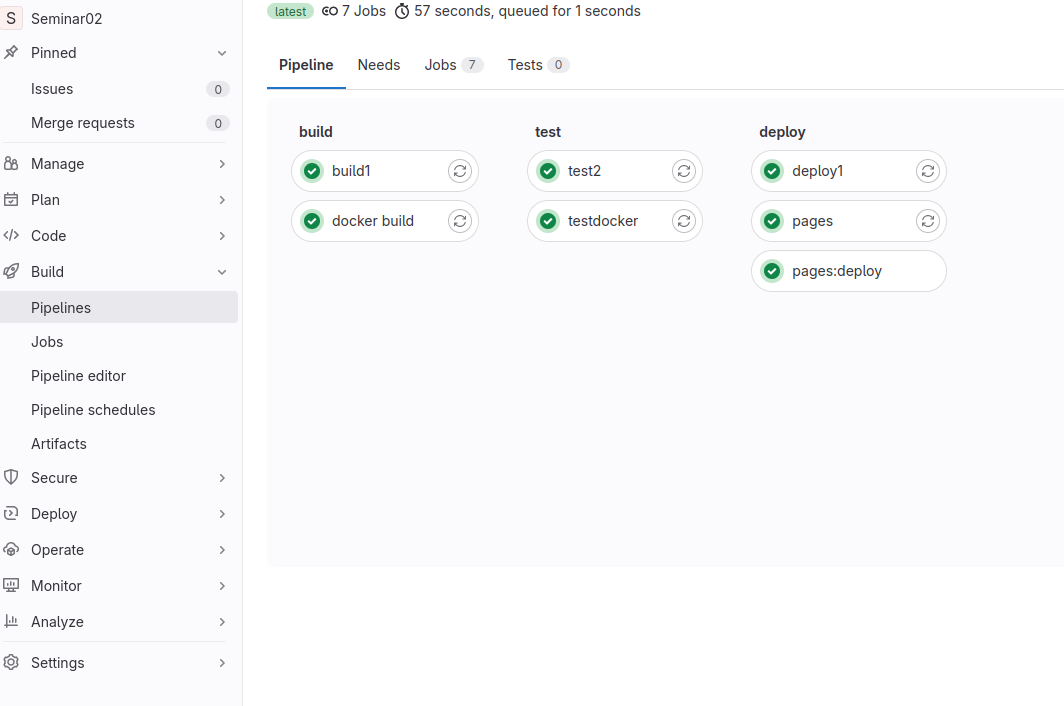 S Seminar02
Pinned
Issues 0
Merge requests 0
Manage
Plan
Code
Build
Pipelines
Jobs
Pipeline editor
Pipeline schedules
Artifacts
Secure
Deploy
Operate
Monitor
Analyze
Settings
latest 7 Jobs 57 seconds, queued for 1 seconds
Pipeline Needs Jobs 7 Tests 0
build
build1
docker build
test
test2
testdocker
deploy
deploy1
pages
pages:deploy